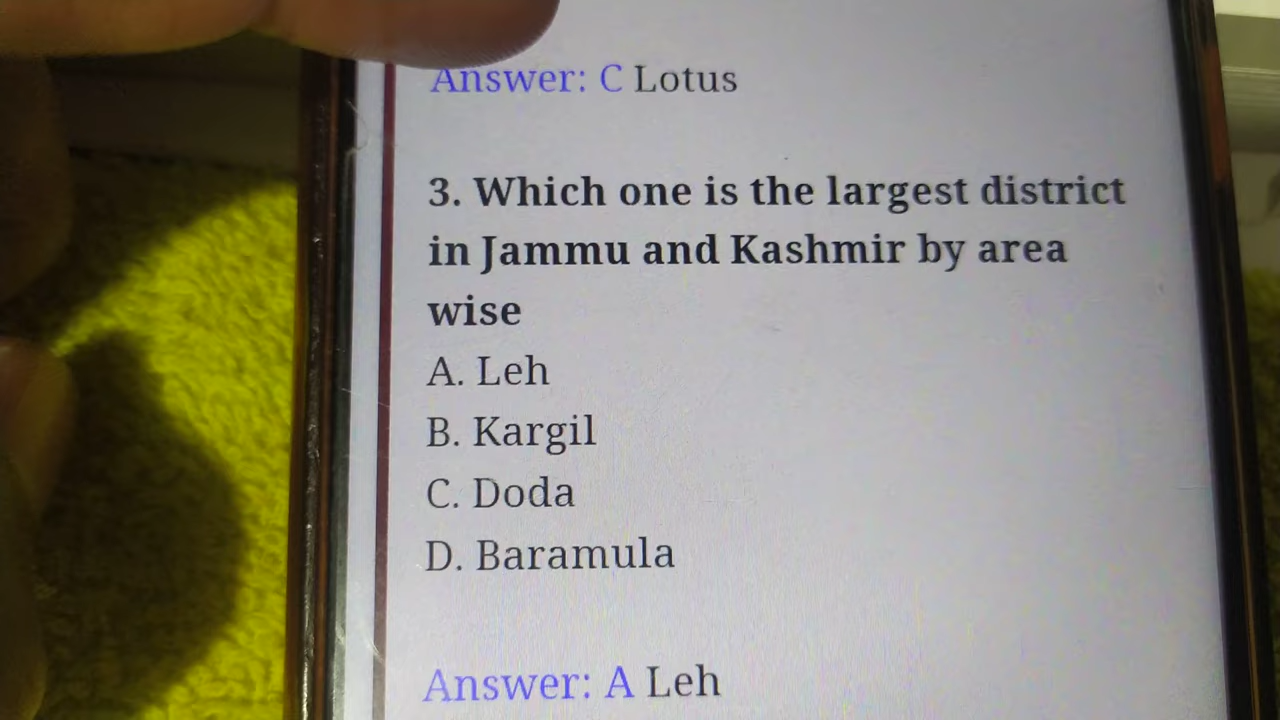 Answer: C Lotus
3. Which one is the largest district
in Jammu and Kashmir by area
wise
A. Leh
B. Kargil
C. Doda
D. Baramula
Answer: A Leh